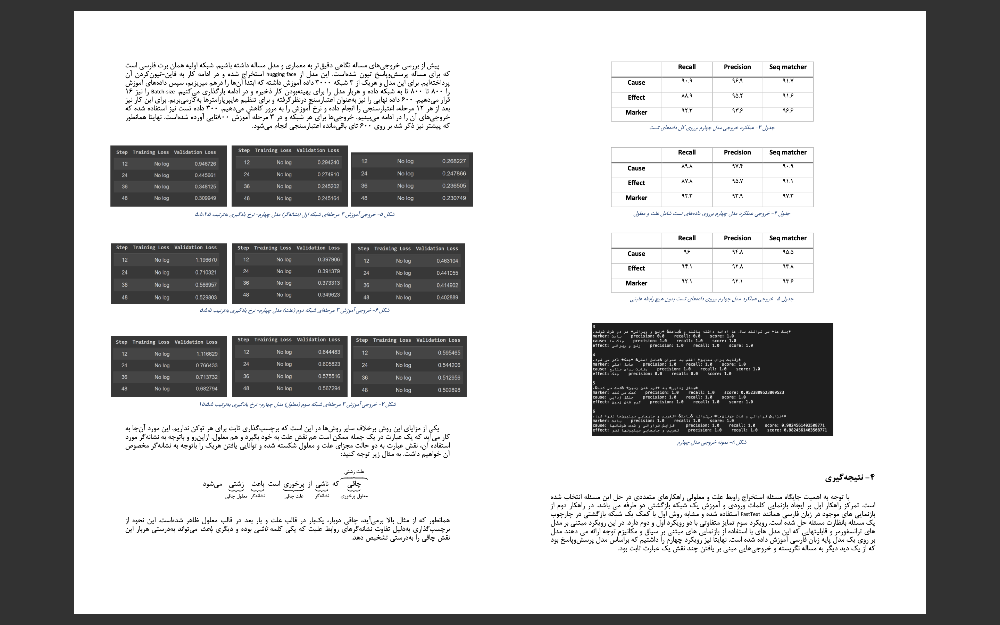 پیش از بررسی خروجی‌های مساله نگاهی دقیق‌تر به معماری و مدل مساله داشته باشیم. شبکه اولیه همان برت فارسی است
که برای مساله پرسش‌وپاسخ تیون شده‌است. این مدل از hugging face استخراج شده و در ادامه کار به فاین-تیون‌کردن آن
پرداخته‌ایم. برای این مدل و هریک از ۳ شبکه ۳۰۰۰ داده آموزش داشته که ابتدا آن‌ها را درهم میریزیم، سپس داده‌های آموزش
را ۸۰۰ تا ۸۰۰ تا به شبکه داده و هربار مدل را برای بهینه‌بودن کار ذخیره و در ادامه بارگذاری می‌کنیم. Batch-size را نیز ۱۶
قرار می‌دهیم. ۶۰۰ داده نهایی را نیز به‌عنوان اعتبارسنج درنظرگرفته و برای تنظیم هایپرپارامترها به‌کارمی‌بریم. برای این کار نیز
بعد از هر ۱۲ مرحله، اعتبارسنجی را انجام داده و نرخ آموزش را به مرور کاهش می‌دهیم. ۳۰۰ داده تست نیز استفاده شده که
خروجی‌های آن را در ادامه می‌بینیم. خروجی‌ها برای هر شبکه و در ۳ مرحله آموزش ۸۰۰تایی آورده شده‌است. نهایتا همانطور
که پیشتر نیز ذکر شد بر روی ۶۰۰ تای باقی‌مانده اعتبارسنجی انجام می‌شود.
Step Training Loss Validation Loss
12 No log 0.946726
24 No log 0.445661
36 No log 0.348125
48 No log 0.309949
Step Training Loss Validation Loss
12 No log 0.294240
24 No log 0.274910
36 No log 0.245202
48 No log 0.245164
12 No log 0.268227
24 No log 0.247866
36 No log 0.236505
48 No log 0.230749
شکل ۵- خروجی آموزش ۳ مرحله‌ای شبکه اول (نشانه‌گر) مدل چهارم- نرخ یادگیری به‌ترتیب ۵،۵،۲.۵
Step Training Loss Validation Loss
12 No log 1.196670
24 No log 0.710321
36 No log 0.566957
48 No log 0.529803
Step Training Loss Validation Loss
12 No log 0.397906
24 No log 0.391379
36 No log 0.373313
48 No log 0.349623
Step Training Loss Validation Loss
12 No log 0.463104
24 No log 0.441055
36 No log 0.414902
48 No log 0.402889
شکل ۶- خروجی آموزش ۳ مرحله‌ای شبکه دوم (علت) مدل چهارم- نرخ یادگیری به‌ترتیب ۵،۵،۵
Step Training Loss Validation Loss
12 No log 1.116629
24 No log 0.766433
36 No log 0.713732
48 No log 0.682794
Step Training Loss Validation Loss
12 No log 0.644483
24 No log 0.605823
36 No log 0.575516
48 No log 0.567294
Step Training Loss Validation Loss
12 No log 0.595465
24 No log 0.544206
36 No log 0.512956
48 No log 0.502898
شکل ۷- خروجی آموزش ۳ مرحله‌ای شبکه سوم (معلول) مدل چهارم- نرخ یادگیری به‌ترتیب ۱۵،۵،۵
یکی از مزایای این روش برخلاف سایر روش‌ها در این است که برچسب‌گذاری ثابت برای هر توکن نداریم. این مورد آن‌جا به
کار می‌آید که یک عبارت در یک جمله ممکن است هم نقش علت به خود بگیرد و هم معلول. ازاین‌رو و باتوجه به نشانه‌گر مورد
استفاده آن، نقش عبارت به دو حالت مجزای علت و معلول شکسته شده و توانایی یافتن هریک را باتوجه به نشانه‌گر مخصوص
آن خواهیم داشت. به مثال زیر توجه کنید:
علت زشتی
چاقی که ناشی از پرخوری است باعث زشتی می‌شود
معلول پرخوری نشانه‌گر علت چاقی نشانه‌گر معلول چاقی
همانطور که از مثال بالا برمی‌آید، چاقی دوبار، یک‌بار در قالب علت و بار بعد در قالب معلول ظاهر شده‌است. این نحوه از
برچسب‌گذاری به‌دلیل تفاوت نشانه‌گرهای روابط علیت که یکی کلمه ناشی بوده و دیگری باعث می‌تواند به‌درستی هربار این
نقش چاقی را به‌درستی تشخیص دهد.
Recall Precision Seq matcher
Cause ۹۰.۹ ۹۶.۹ ۹۱.۷
Effect ۸۸.۹ ۹۵.۲ ۹۱.۶
Marker ۹۲.۳ ۹۳.۶ ۹۶.۶
جدول ۳- عملکرد خروجی مدل چهارم برروی کل داده‌های تست
Recall Precision Seq matcher
Cause ۸۹.۸ ۹۷.۴ ۹۰.۹
Effect ۸۷.۸ ۹۵.۷ ۹۱.۱
Marker ۹۲.۳ ۹۳.۹ ۹۷.۳
جدول ۴- خروجی عملکرد مدل چهارم برروی داده‌های تست شامل علت و معلول
Recall Precision Seq matcher
Cause ۹۶ ۹۴.۸ ۹۵.۵
Effect ۹۴.۱ ۹۲.۸ ۹۳.۸
Marker ۹۲.۱ ۹۲.۱ ۹۳.۶
جدول ۵- خروجی عملکرد مدل چهارم برروی داده‌های تست بدون هیچ رابطه علیتی
3
*جنگ ها* می توانند سال ها ادامه داشته باشند و &باعث& +رنج و ویرانی+ هر دو طرف شوند.
marker: باعث precision: 0.0 recall: 0.0 score: 1.0
cause: جنگ ها precision: 1.0 recall: 1.0 score: 1.0
effect: رنج و ویرانی precision: 1.0 recall: 1.0 score: 1.0
4
*رقابت برای منابع* اغلب به عنوان &عامل اصلی& +جنگ+ ذکر می شود.
marker: عامل اصلی precision: 1.0 recall: 1.0 score: 1.0
cause: رقابت برای منابع precision: 1.0 recall: 1.0 score: 1.0
effect: جنگ precision: 0.0 recall: 0.0 score: 1.0
5
*جنگل زدایی* به +گرم شدن زمین+ &کمک می کند&.
marker: کمک می کند precision: 1.0 recall: 1.0 score: 0.9523809523809523
cause: جنگل زدایی precision: 1.0 recall: 1.0 score: 1.0
effect: گرم شدن زمین precision: 1.0 recall: 1.0 score: 1.0
6
*افزایش فراوانی و شدت طوفان‌ها* می‌تواند &باعث& +تخریب و جابجایی میلیون‌ها نفر+ شود.
marker: باعث precision: 1.0 recall: 1.0 score: 1.0
cause: افزایش فراوانی و شدت طوفانها precision: 1.0 recall: 1.0 score: 0.9824561403508771
effect: تخریب و جابجایی میلیونها نفر precision: 1.0 recall: 1.0 score: 0.9824561403508771
شکل ۸- نمونه خروجی مدل چهارم
۴- نتیجه‌گیری
با توجه به اهمیت جایگاه مسئله استخراج راوبط علت و معلولی راهکارهای متعددی در حل این مسئله انتخاب شده
است. تمرکز راهکار اول بر ایجاد بازنمایی کلمات ورودی و آموزش یک شبکه بازگشتی دو طرفه می باشد. در راهکار دوم از
بازنمایی های موجود در زبان فارسی همانند FastText استفاده شده و مشابه روش اول با کمک یک شبکه بازگشتی در چارچوب
یک مسئله بانظارت مسئله حل شده است. رویکرد سوم تمایز متفاوتی با دو رویکرد اول و دوم دارد. در این رویکرد مبتنی بر مدل
های ترانسفورمر و قابلیتهایی که این مدل های با استفاده از بازنمایی های مبتنی بر سیاق و مکانیزم توجه ارائه می دهند مدل
بر روی یک مدل پایه زبان فارسی آموزش داده شده است. نهایتا نیز رویکرد چهارم را داشتیم که براساس مدل پرسش‌وپاسخ بود
که از یک دید دیگر به مساله نگریسته و خروجی‌هایی مبنی بر یافتن چند نقش یک عبارت ثابت بود.